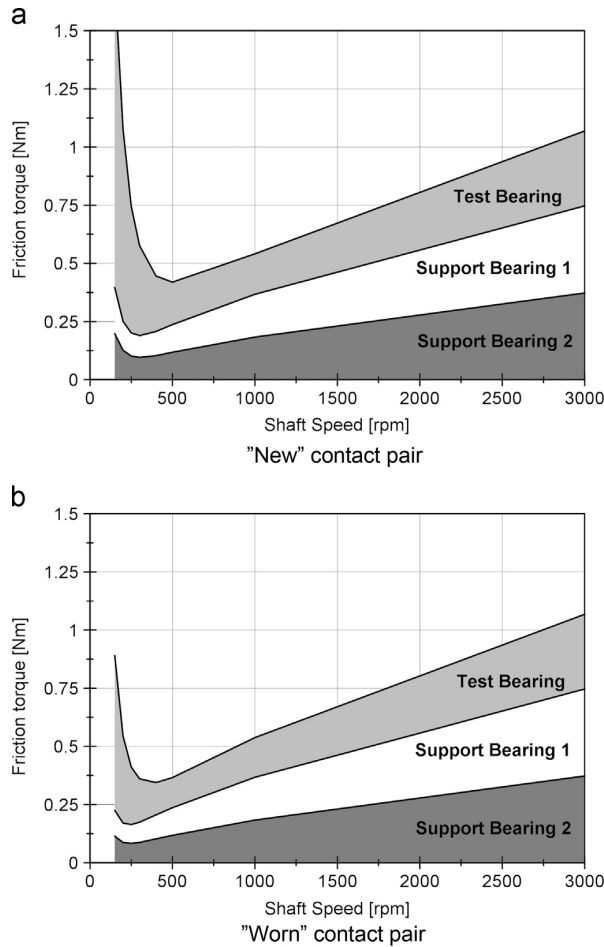 a
1.5
1.25
1
0.75
0.5
0.25
0
Friction torque [Nm]
Test Bearing
Support Bearing 1
Support Bearing 2
0 500 1000 1500 2000 2500 3000
Shaft Speed [rpm]
”New” contact pair
b
1.5
1.25
1
0.75
0.5
0.25
0
Friction torque [Nm]
Test Bearing
Support Bearing 1
Support Bearing 2
0 500 1000 1500 2000 2500 3000
Shaft Speed [rpm]
”Worn” contact pair